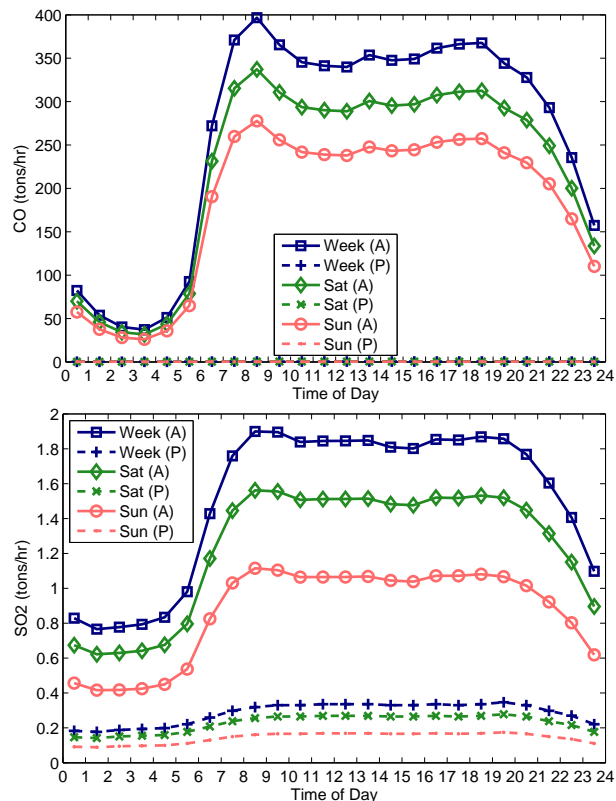 400
350
300
250
200
150
100
50
0
CO (tons/hr)
Week (A)
Week (P)
Sat (A)
Sat (P)
Sun (A)
Sun (P)
0 1 2 3 4 5 6 7 8 9 10 11 12 13 14 15 16 17 18 19 20 21 22 23 24
Time of Day
2
1.8
1.6
1.4
1.2
1
0.8
0.6
0.4
0.2
0
SO2 (tons/hr)
Week (A)
Week (P)
Sat (A)
Sat (P)
Sun (A)
Sun (P)
0 1 2 3 4 5 6 7 8 9 10 11 12 13 14 15 16 17 18 19 20 21 22 23 24
Time of Day